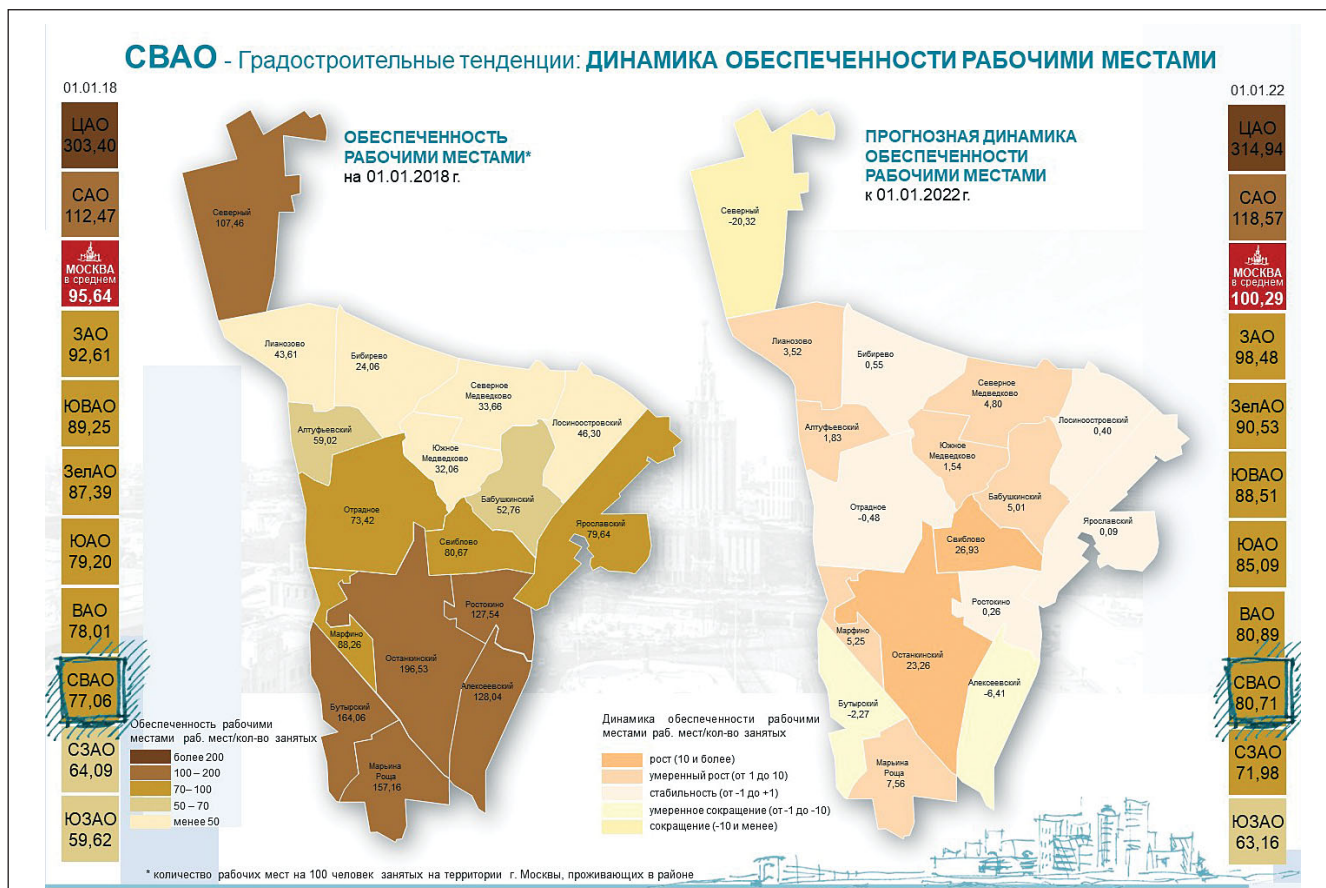 СВАО - Градостроительные тенденции: ДИНАМИКА ОБЕСПЕЧЕННОСТИ РАБОЧИМИ МЕСТАМИ
01.01.18
ЦАО
303,40
САО
112,47
МОСКВА
в среднем
95,64
ЗАО
92,61
ЮВАО
89,25
ЗелАО
87,39
ЮАО
79,20
ВАО
78,01
СВАО
77,06
СЗАО
64,09
ЮЗАО
59,62
ОБЕСПЕЧЕННОСТЬ
РАБОЧИМИ МЕСТАМИ*
на 01.01.2018 г.
Северный
107,46
Лианозово
43,61
Бибирево
24,06
Северное
Медведково
33,66
Лосиноостровский
46,30
Алтуфьевский
59,02
Южное
Медведково
32,06
Бабушкинский
52,76
Отрадное
73,42
Свиблово
80,67
Ярославский
79,64
Ростокино
127,54
Марфино
88,26
Останкинский
196,53
Алексеевский
128,04
Бутырский
164,06
Марьина
Роща
157,16
Обеспеченность рабочими
местами раб. мест/кол-во занятых
более 200
100 – 200
70– 100
50 – 70
менее 50
ПРОГНОЗНАЯ ДИНАМИКА
ОБЕСПЕЧЕННОСТИ
РАБОЧИМИ МЕСТАМИ
к 01.01.2022 г.
Северный
-20,32
Лианозово
3,52
Бибирево
0,55
Северное
Медведково
4,80
Лосиноостровский
0,40
Алтуфьевский
1,83
Южное
Медведково
1,54
Бабушкинский
5,01
Отрадное
-0,48
Свиблово
26,93
Ярославский
0,09
Ростокино
0,26
Марфино
5,25
Останкинский
23,26
Алексеевский
-6,41
Бутырский
-2,27
Марьина
Роща
7,56
Динамика обеспеченности рабочими
местами раб. мест/кол-во занятых
рост (10 и более)
умеренный рост (от 1 до 10)
стабильность (от -1 до +1)
умеренное сокращение (от -1 до -10)
сокращение (-10 и менее)
01.01.22
ЦАО
314,94
САО
118,57
МОСКВА
в среднем
100,29
ЗАО
98,48
ЗелАО
90,53
ЮВАО
88,51
ЮАО
85,09
ВАО
80,89
СВАО
80,71
СЗАО
71,98
ЮЗАО
63,16
* количество рабочих мест на 100 человек занятых на территории г. Москвы, проживающих в районе